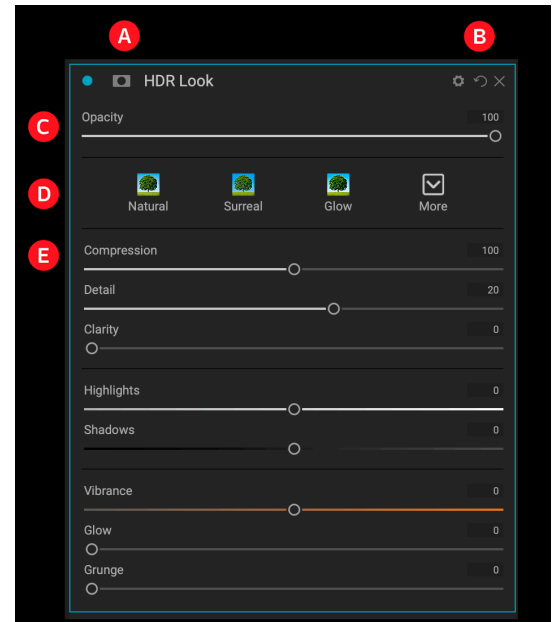 A
B
HDR Look
C
Opacity 100
D
Natural Surreal Glow More
E
Compression 100
Detail 20
Clarity 0
Highlights 0
Shadows 0
Vibrance 0
Glow 0
Grunge 0